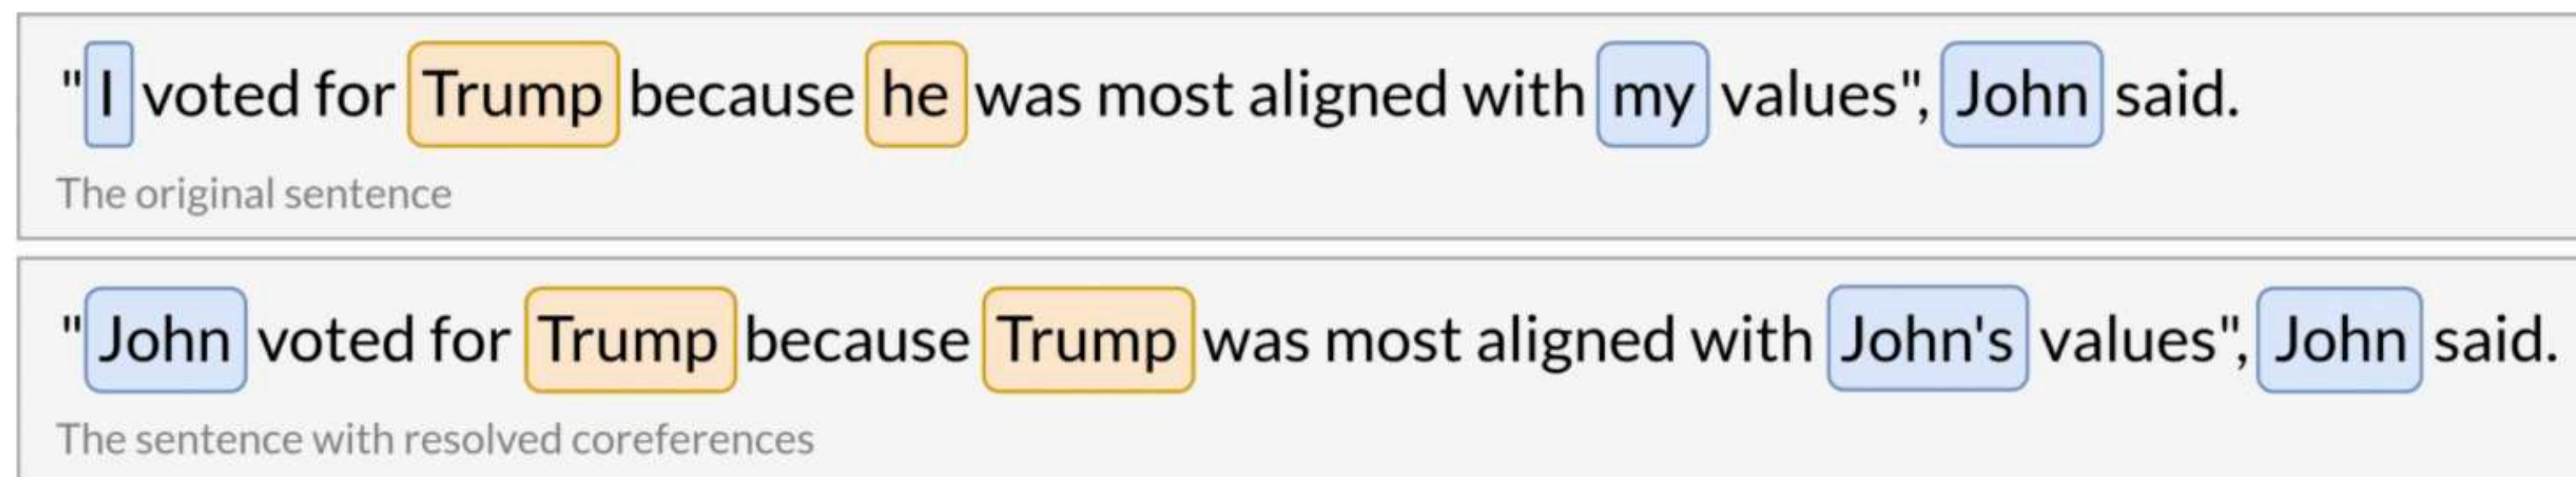 "I voted for Trump because he was most aligned with my values", John said.
The original sentence
"John voted for Trump because Trump was most aligned with John's values", John said.
The sentence with resolved coreferences